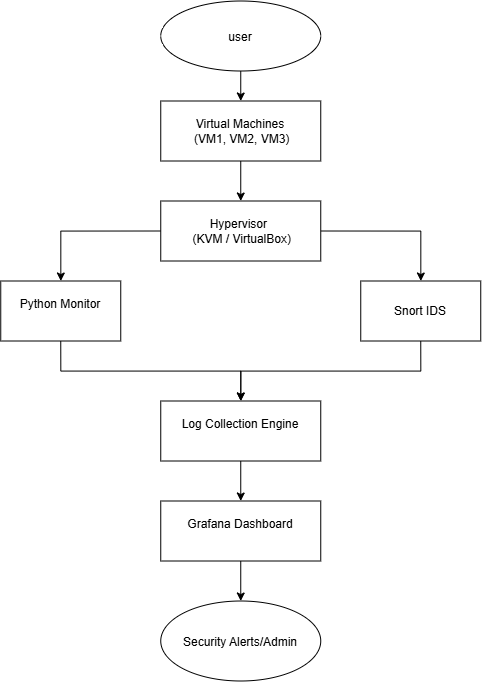 user
Virtual Machines
(VM1, VM2, VM3)
Hypervisor
(KVM / VirtualBox)
Python Monitor
Snort IDS
Log Collection Engine
Grafana Dashboard
Security Alerts/Admin